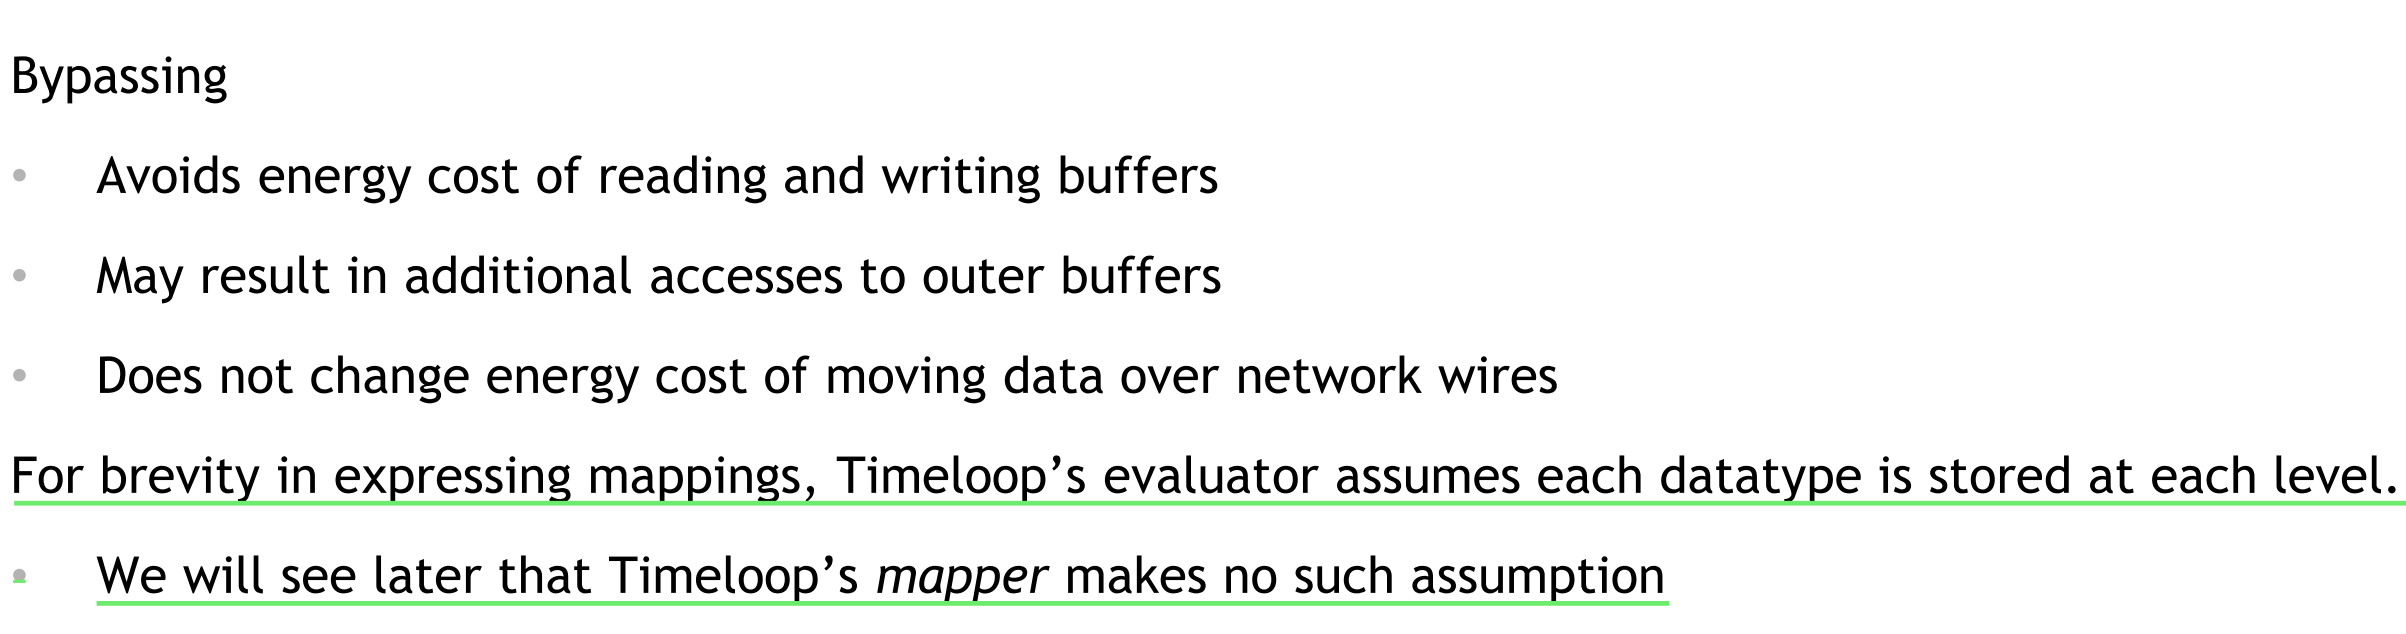 Bypassing
• Avoids energy cost of reading and writing buffers
• May result in additional accesses to outer buffers
• Does not change energy cost of moving data over network wires
For brevity in expressing mappings, Timeloop’s evaluator assumes each datatype is stored at each level.
• We will see later that Timeloop’s mapper makes no such assumption